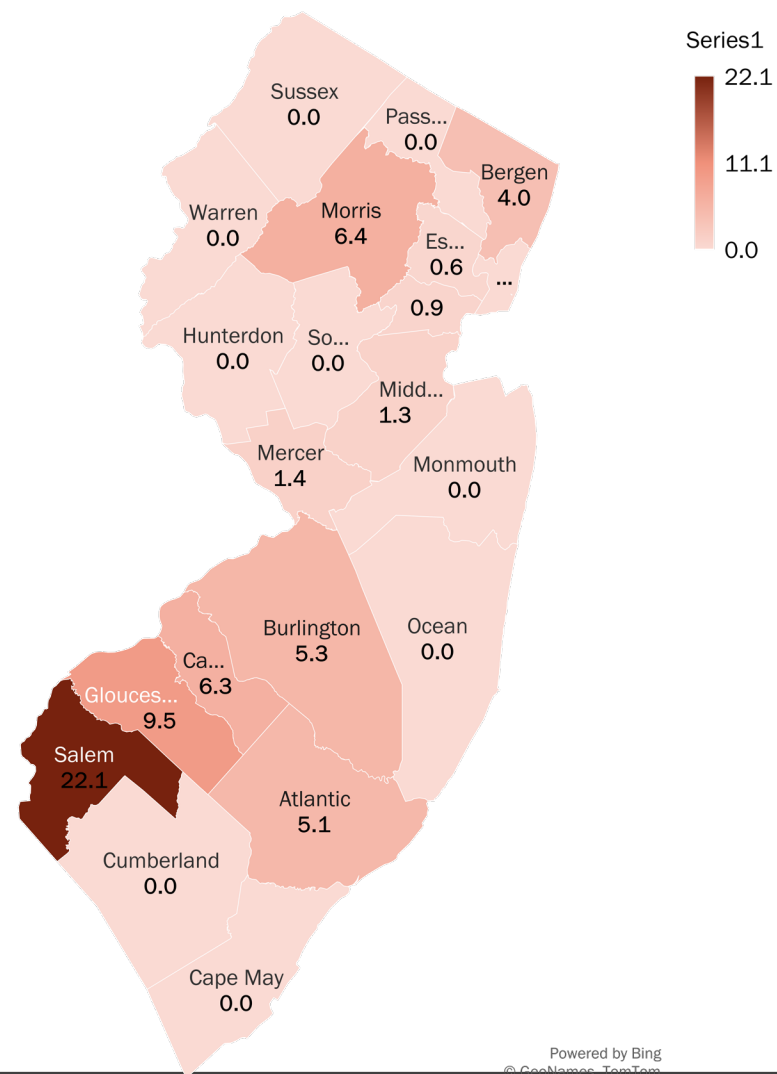 Series1
22.1
11.1
0.0
Sussex
0.0
Pass...
0.0
Bergen
4.0
Warren
0.0
Morris
6.4
Es...
0.6
...
0.9
Hunterdon
0.0
So...
0.0
Midd...
1.3
Mercer
1.4
Monmouth
0.0
Burlington
5.3
Ocean
0.0
Ca...
6.3
Glouces...
9.5
Salem
22.1
Atlantic
5.1
Cumberland
0.0
Cape May
0.0
Powered by Bing
© GeoNames, TomTom